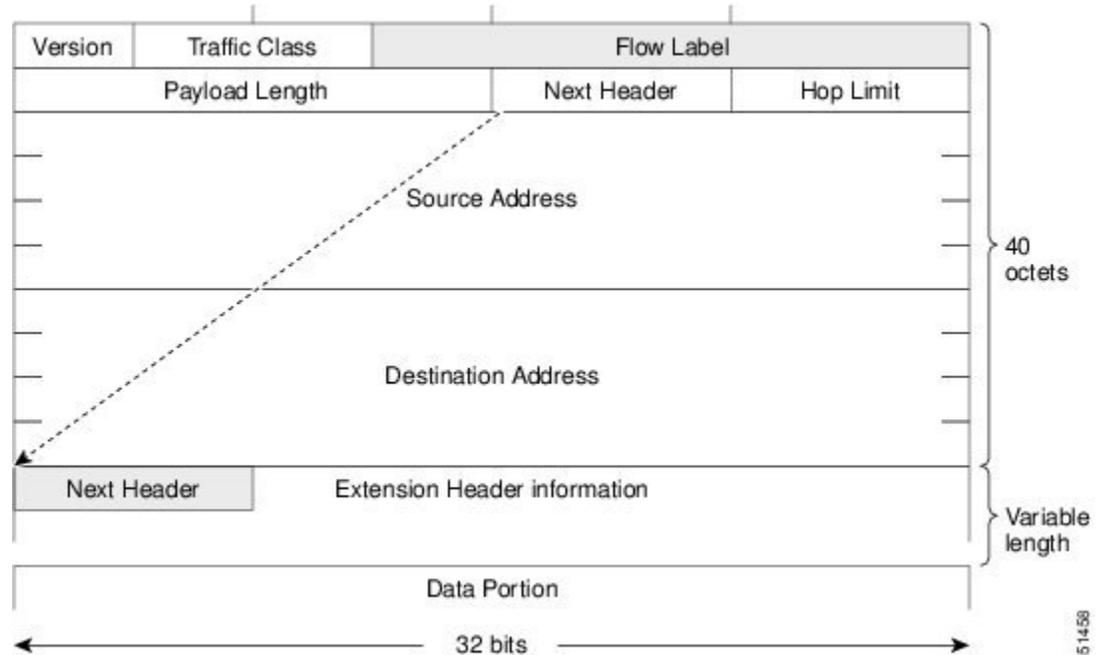 Version Traffic Class Flow Label
Payload Length Next Header Hop Limit
Source Address
40
octets
Destination Address
Next Header Extension Header information
Variable
length
Data Portion
32 bits
51458